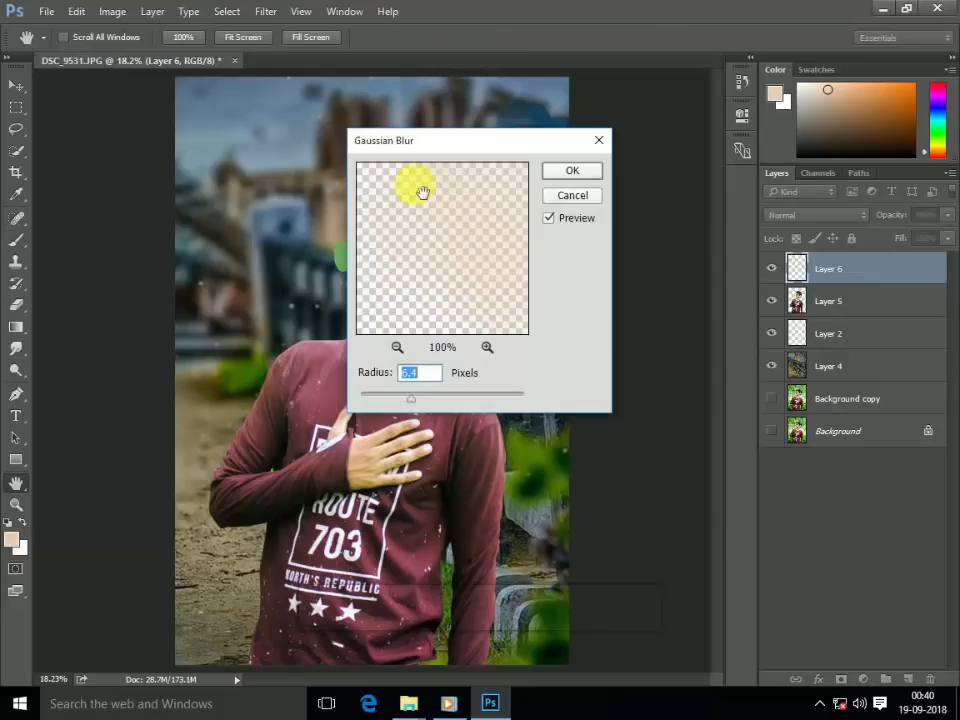 Ps File Edit Image Layer Type Select Filter View Window Help
Scroll All Windows 100% Fit Screen Fill Screen Essentials
DSC_9531.JPG @ 18.2% (Layer 6, RGB/8) *
Color Swatches
Gaussian Blur
OK
Cancel
Preview
100%
Radius: 6.4 Pixels
Layers Channels Paths
Kind
Normal Opacity:
Lock: Fill:
Layer 6
Layer 5
Layer 2
Layer 4
Background copy
Background
ROUTE
703
NORTH'S REPUBLIC
18.23% Doc: 28.7M/173.1M
Search the web and Windows
Ps
00:40
19-09-2018